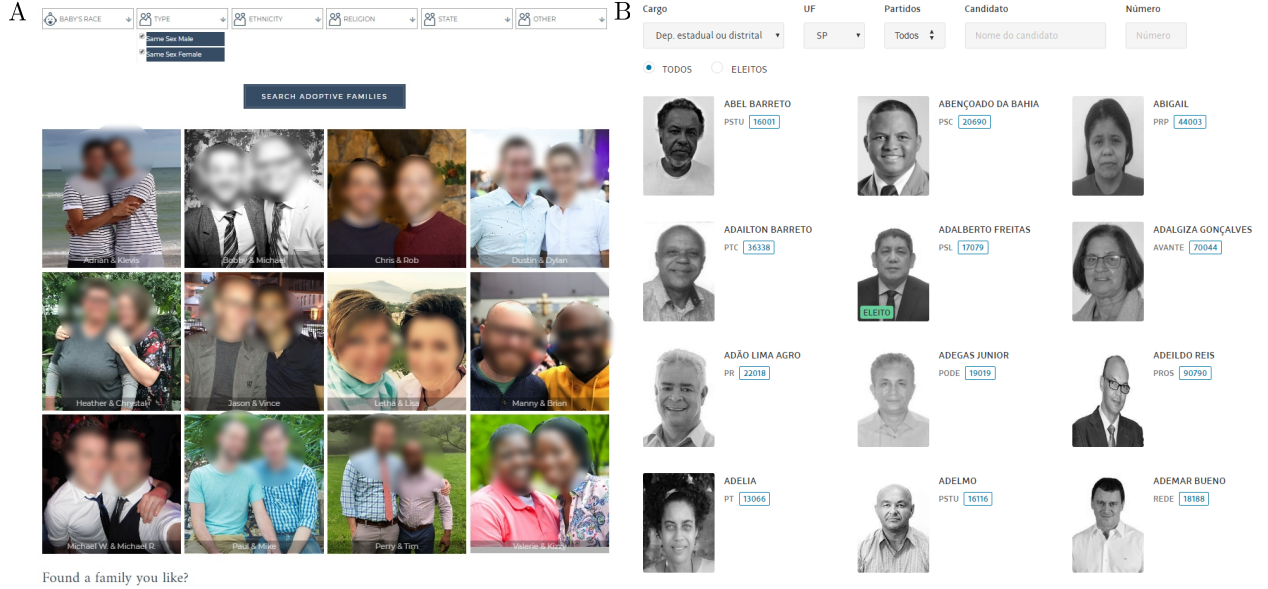 A
BABY'S RACE
TYPE
ETHNICITY
RELIGION
STATE
OTHER
Same Sex Male
Same Sex Female
SEARCH ADOPTIVE FAMILIES
Adrian & Klevis
Bobby & Michael
Chris & Rob
Dustin & Dylan
Heather & Chrystal
Jason & Vince
Letha & Lisa
Manny & Brian
Michael W. & Michael R.
Paul & Mike
Perry & Tim
Valerie & Kizzy
Found a family you like?
B
Cargo
UF
Partidos
Candidato
Número
Dep. estadual ou distrital
SP
Todos
Nome do candidato
Número
TODOS
ELEITOS
ABEL BARRETO
PSTU 16001
ABENÇOADO DA BAHIA
PSC 20690
ABIGAIL
PRP 44003
ADAILTON BARRETO
PTC 36338
ADALBERTO FREITAS
PSL 17079
ELEITO
ADALGIZA GONÇALVES
AVANTE 70044
ADÃO LIMA AGRO
PR 22018
ADEGAS JUNIOR
PODE 19019
ADEILDO REIS
PROS 90790
ADELIA
PT 13066
ADELMO
PSTU 16116
ADEMAR BUENO
REDE 18188